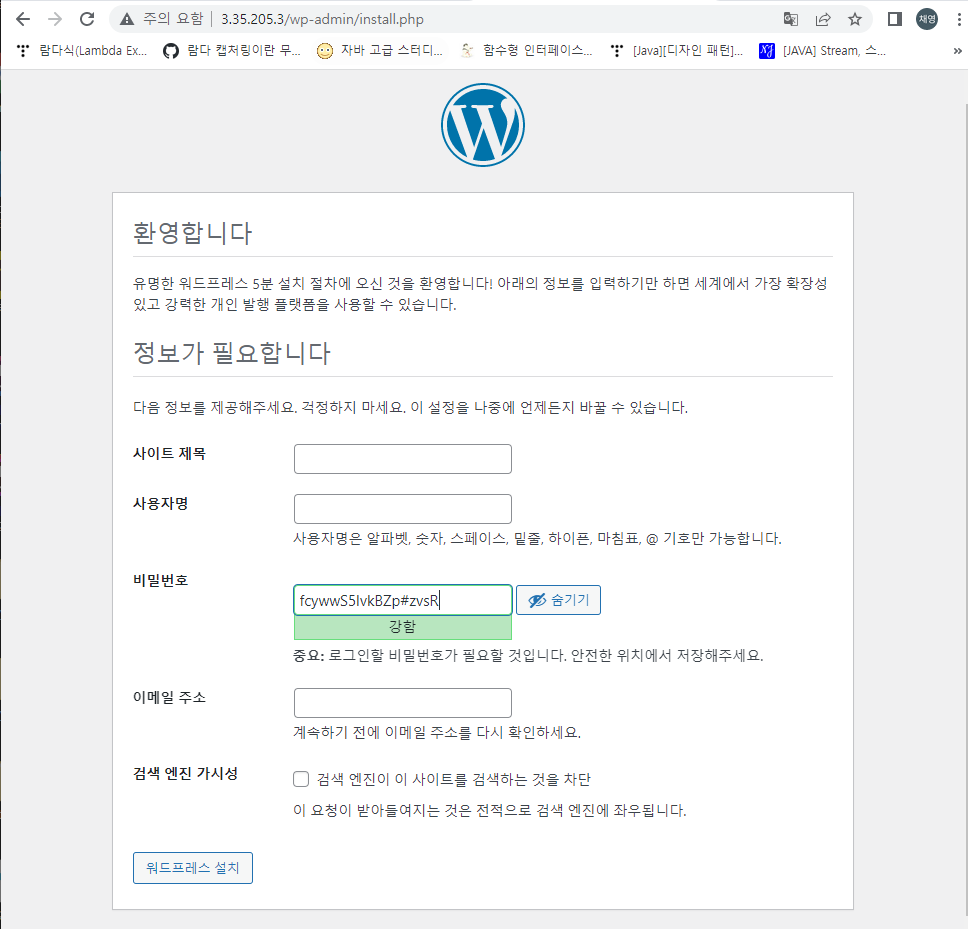 주의 요함
3.35.205.3/wp-admin/install.php
채영
람다식(Lambda Ex...
람다 캡처링이란 무...
자바 고급 스터디...
함수형 인터페이스...
[Java][디자인 패턴]...
[JAVA] Stream, 스...
»
환영합니다
유명한 워드프레스 5분 설치 절차에 오신 것을 환영합니다! 아래의 정보를 입력하기만 하면 세계에서 가장 확장성
있고 강력한 개인 발행 플랫폼을 사용할 수 있습니다.
정보가 필요합니다
다음 정보를 제공해주세요. 걱정하지 마세요. 이 설정을 나중에 언제든지 바꿀 수 있습니다.
사이트 제목
사용자명
사용자명은 알파벳, 숫자, 스페이스, 밑줄, 하이픈, 마침표, @ 기호만 가능합니다.
비밀번호
fcywwS5IvkBZp#zvsR
숨기기
강함
중요: 로그인할 비밀번호가 필요할 것입니다. 안전한 위치에서 저장해주세요.
이메일 주소
계속하기 전에 이메일 주소를 다시 확인하세요.
검색 엔진 가시성
검색 엔진이 이 사이트를 검색하는 것을 차단
이 요청이 받아들여지는 것은 전적으로 검색 엔진에 좌우됩니다.
워드프레스 설치